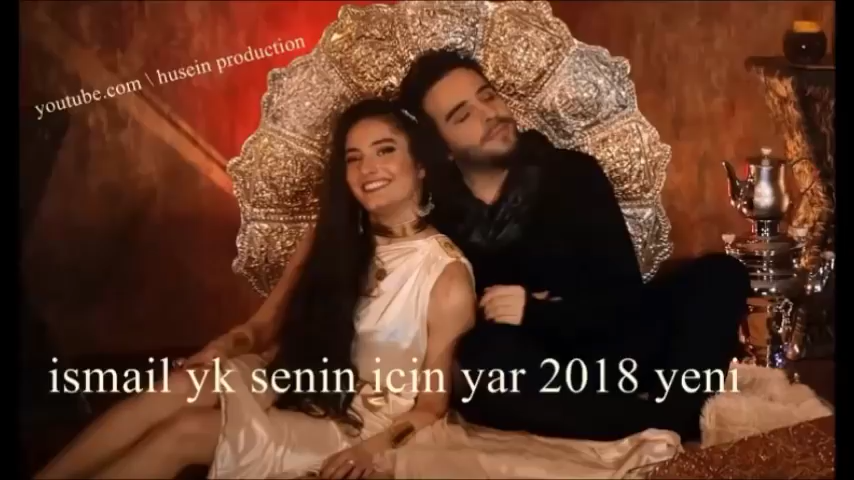 youtube.com \ husein production
ismail yk senin icin yar 2018 yeni